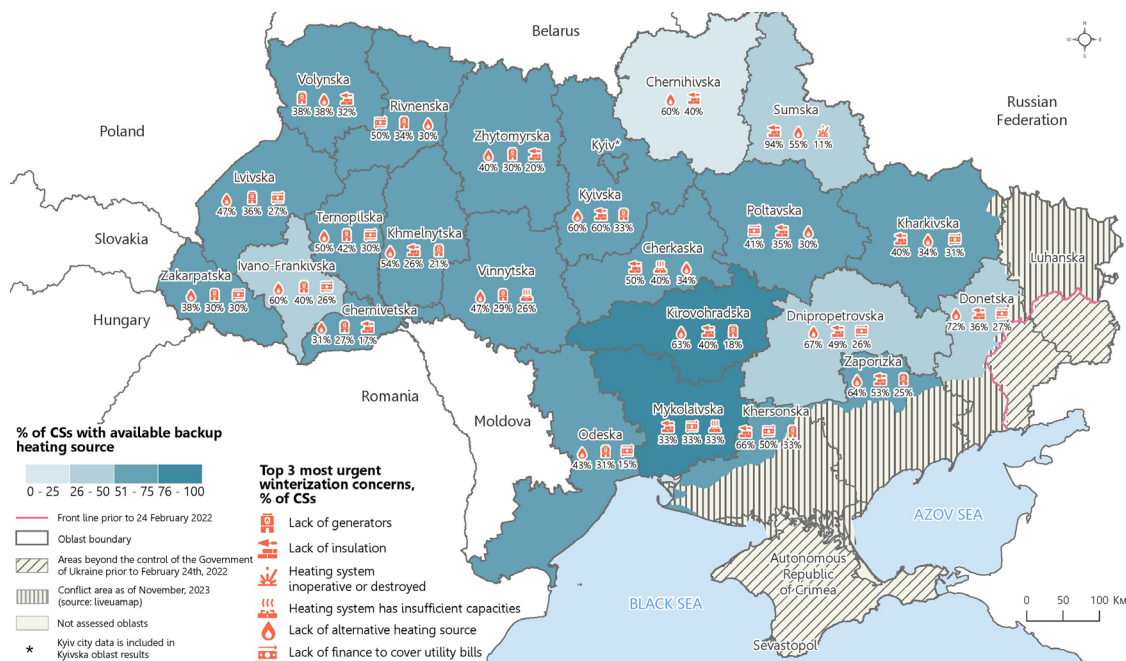 Belarus
N
W
E
S
Chernihivska
60% 40%
Volynska
38% 38% 32%
Rivnenska
50% 34% 30%
Sumska
94% 55% 11%
Russian
Federation
Poland
Zhytomyrska
40% 30% 20%
Kyiv*
Lvivska
47% 36% 27%
Kyivska
60% 60% 33%
Ternopilska
50% 42% 30%
Khmelnytska
54% 26% 21%
Poltavska
41% 35% 30%
Kharkivska
40% 34% 31%
Slovakia
Cherkaska
50% 40% 34%
Luhanska
Zakarpatska
38% 30% 30%
Ivano-Frankivska
60% 40% 26%
Vinnytska
47% 29% 26%
Donetska
72% 36% 27%
Hungary
Chernivetska
31% 27% 17%
Kirovohradska
63% 40% 18%
Dnipropetrovska
67% 49% 26%
Zaporizka
64% 53% 25%
Romania
Moldova
Mykolaivska
33% 33% 33%
Khersonska
66% 50% 33%
Odeska
43% 31% 15%
% of CSs with available backup
heating source
0 - 25 26 - 50 51 - 75 76 - 100
Front line prior to 24 February 2022
Oblast boundary
Areas beyond the control of the Government
of Ukraine prior to February 24th, 2022
Conflict area as of November, 2023
(source: liveuamap)
Not assessed oblasts
* Kyiv city data is included in
Kyivska oblast results
Top 3 most urgent
winterization concerns,
% of CSs
Lack of generators
Lack of insulation
Heating system
inoperative or destroyed
Heating system has insufficient capacities
Lack of alternative heating source
Lack of finance to cover utility bills
AZOV SEA
BLACK SEA
Autonomous
Republic
of Crimea
Sevastopol
0 50 100 Км